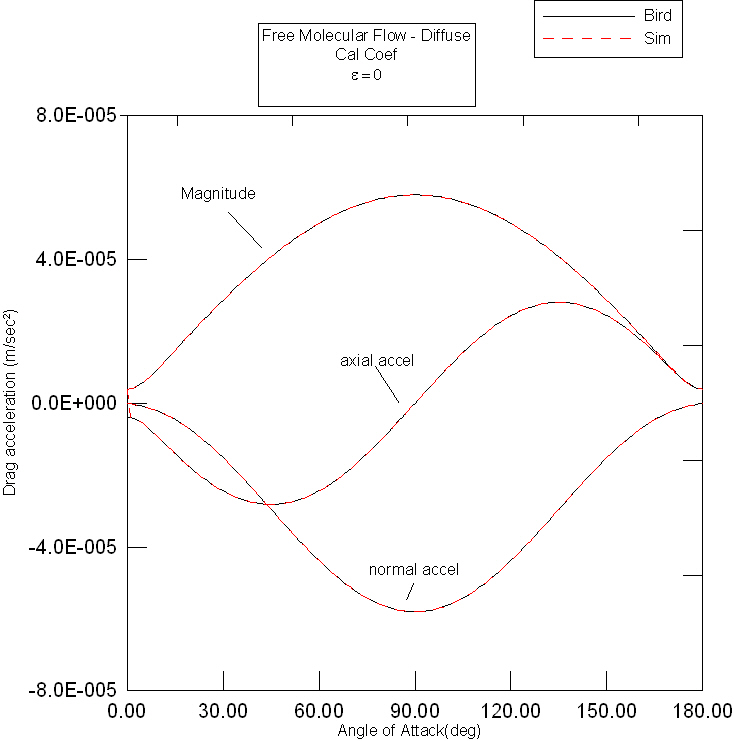 Free Molecular Flow - Diffuse
Cal Coef
ε = 0
Bird
Sim
8.0E-005
4.0E-005
0.0E+000
-4.0E-005
-8.0E-005
Drag acceleration (m/sec²)
Magnitude
axial accel
normal accel
0.00 30.00 60.00 90.00 120.00 150.00 180.00
Angle of Attack(deg)